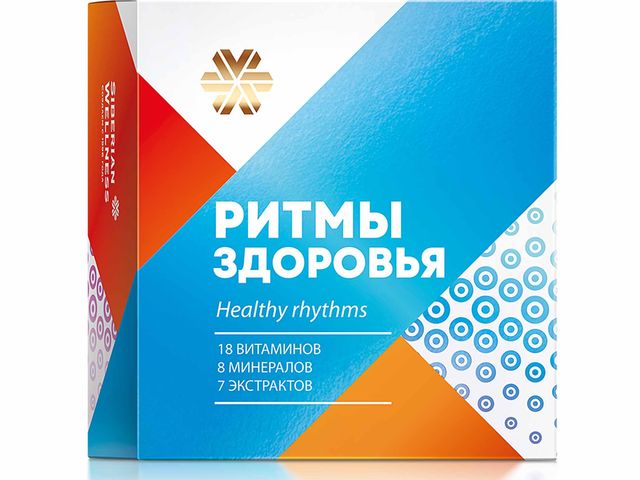 SIBERIAN
WELLNESS
РИТМЫ
ЗДОРОВЬЯ
Healthy rhythms
18 ВИТАМИНОВ
8 МИНЕРАЛОВ
7 ЭКСТРАКТОВ